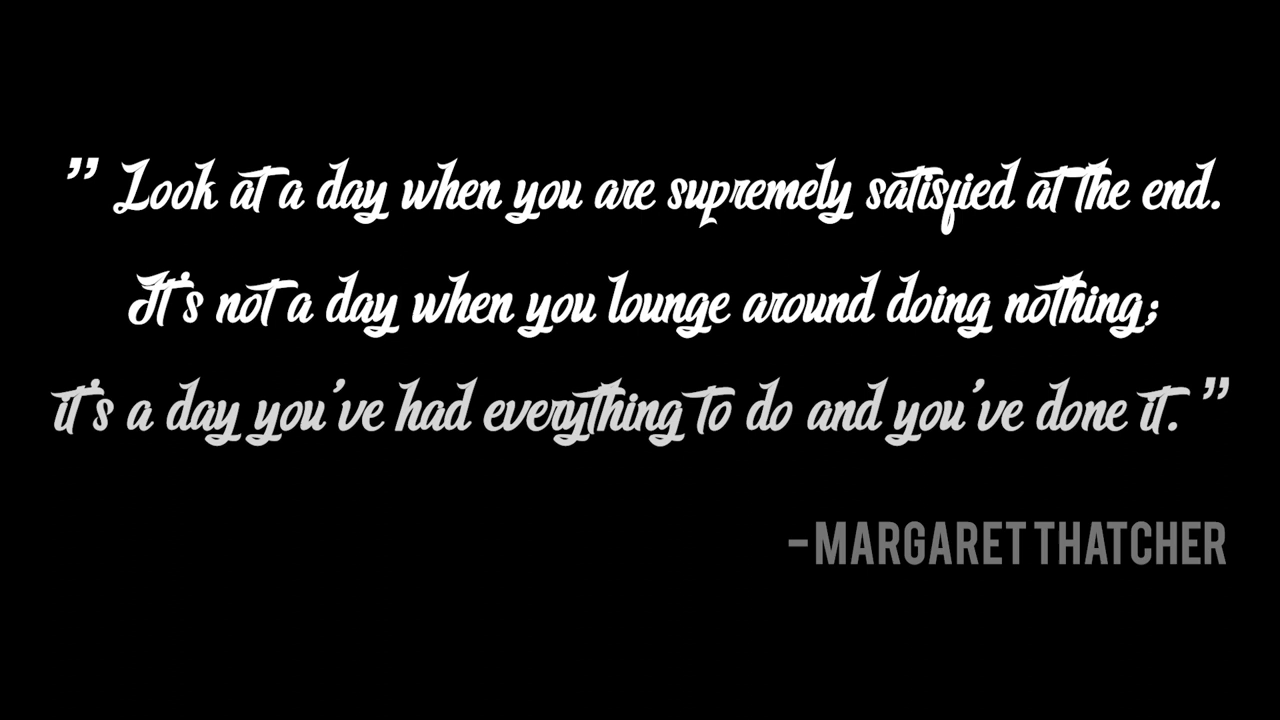 ” Look at a day when you are supremely satisfied at the end.
It's not a day when you lounge around doing nothing;
it's a day you've had everything to do and you've done it. ”
- MARGARET THATCHER